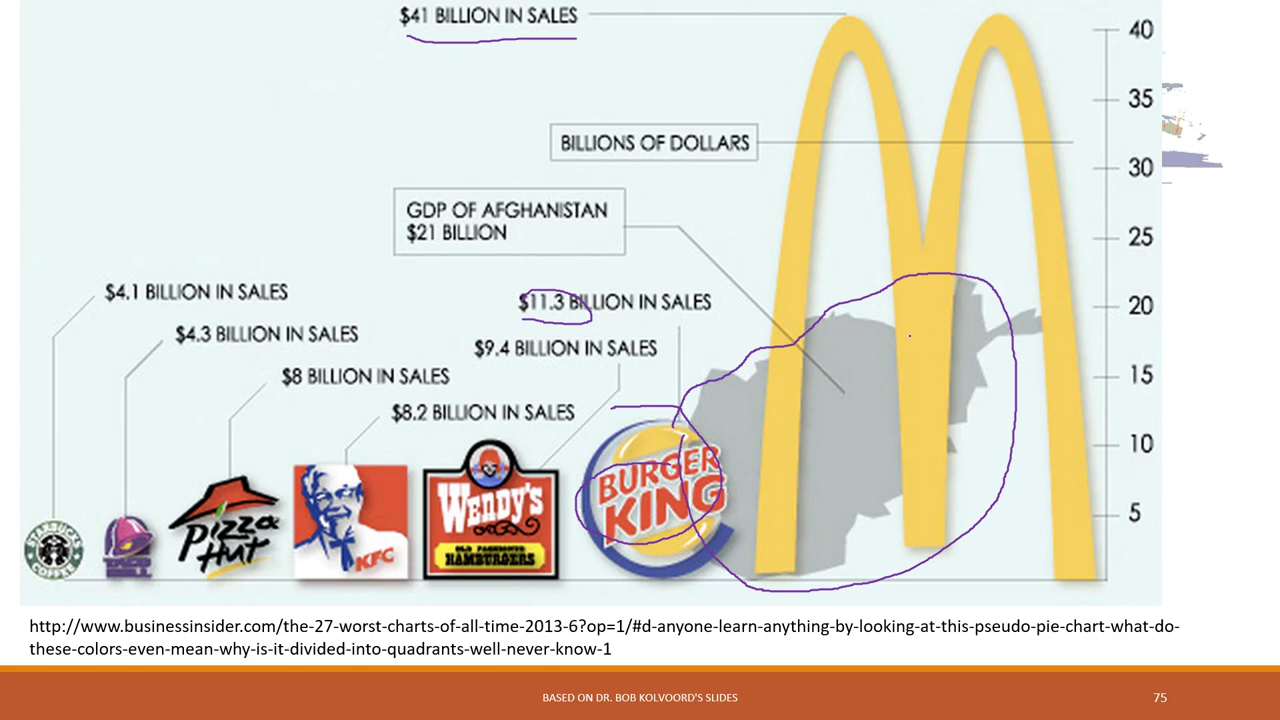 $41 BILLION IN SALES
40
35
BILLIONS OF DOLLARS
30
GDP OF AFGHANISTAN
$21 BILLION
25
$4.1 BILLION IN SALES
$11.3 BILLION IN SALES
20
$4.3 BILLION IN SALES
$9.4 BILLION IN SALES
$8 BILLION IN SALES
15
$8.2 BILLION IN SALES
10
5
STARBUCKS
COFFEE
TACO
BELL
Pizza
Hut
KFC
WENDY'S
OLD FASHIONED
HAMBURGERS
BURGER
KING
http://www.businessinsider.com/the-27-worst-charts-of-all-time-2013-6?op=1/#d-anyone-learn-anything-by-looking-at-this-pseudo-pie-chart-what-do-
these-colors-even-mean-why-is-it-divided-into-quadrants-well-never-know-1
BASED ON DR. BOB KOLVOORD'S SLIDES
75